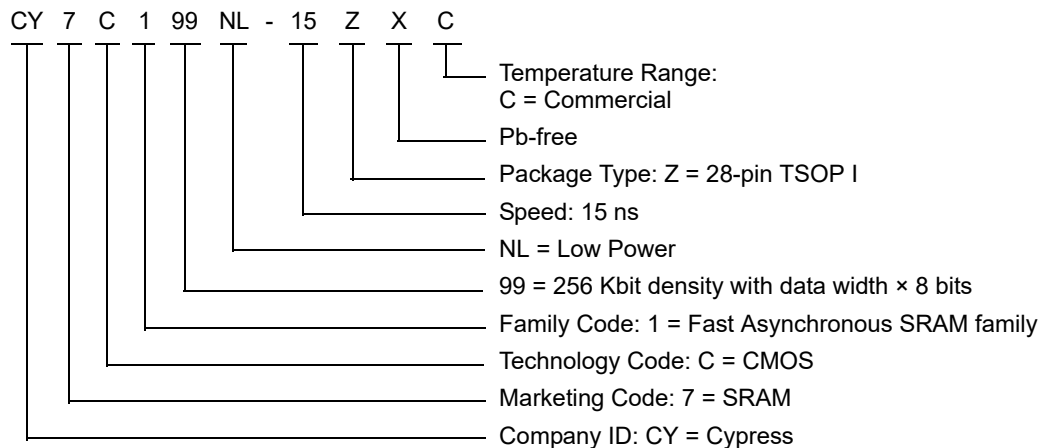 CY 7 C 1 99 NL - 15 Z X C
Temperature Range:
C = Commercial
Pb-free
Package Type: Z = 28-pin TSOP I
Speed: 15 ns
NL = Low Power
99 = 256 Kbit density with data width × 8 bits
Family Code: 1 = Fast Asynchronous SRAM family
Technology Code: C = CMOS
Marketing Code: 7 = SRAM
Company ID: CY = Cypress